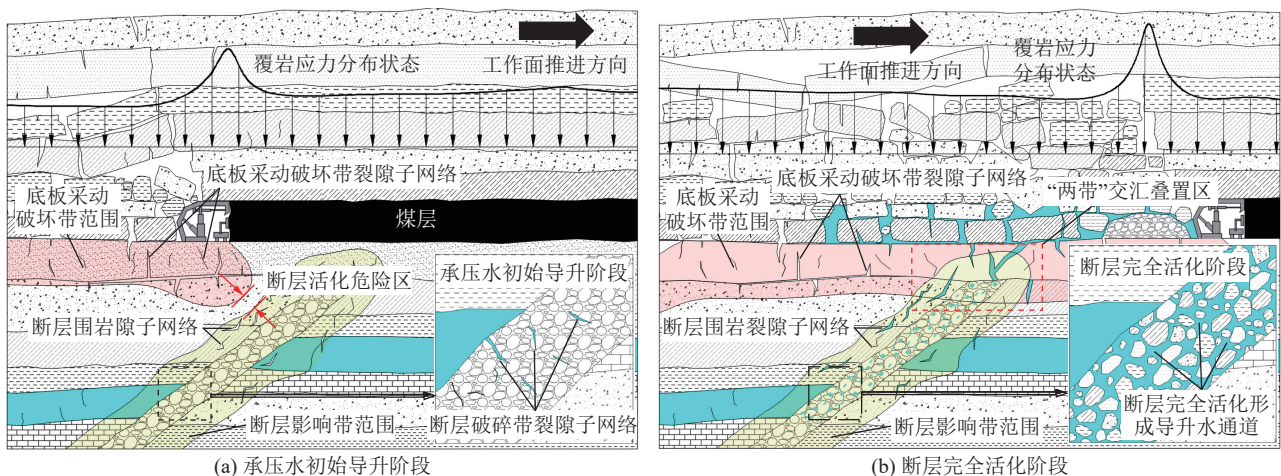 覆岩应力分布状态
工作面推进方向
底板采动破坏带裂隙子网络
底板采动
破坏带范围
煤层
断层活化危险区
承压水初始导升阶段
断层围岩隙子网络
断层影响带范围
断层破碎带裂隙子网络
(a) 承压水初始导升阶段
覆岩应力
分布状态
工作面推进方向
底板采动破坏带裂隙子网络
底板采动
破坏带范围
“两带”交汇叠置区
断层完全活化阶段
断层围岩裂隙子网络
断层影响带范围
断层完全活化形
成导升水通道
(b) 断层完全活化阶段